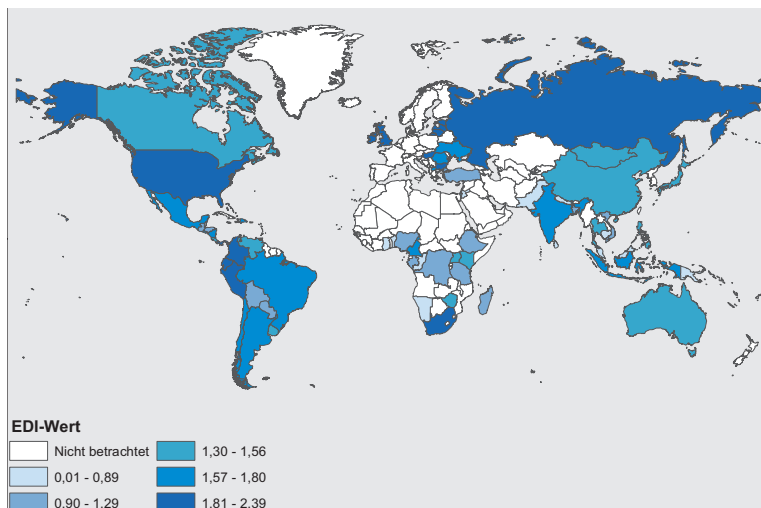 EDI-Wert
Nicht betrachtet
0,01 - 0,89
0,90 - 1,29
1,30 - 1,56
1,57 - 1,80
1,81 - 2,39